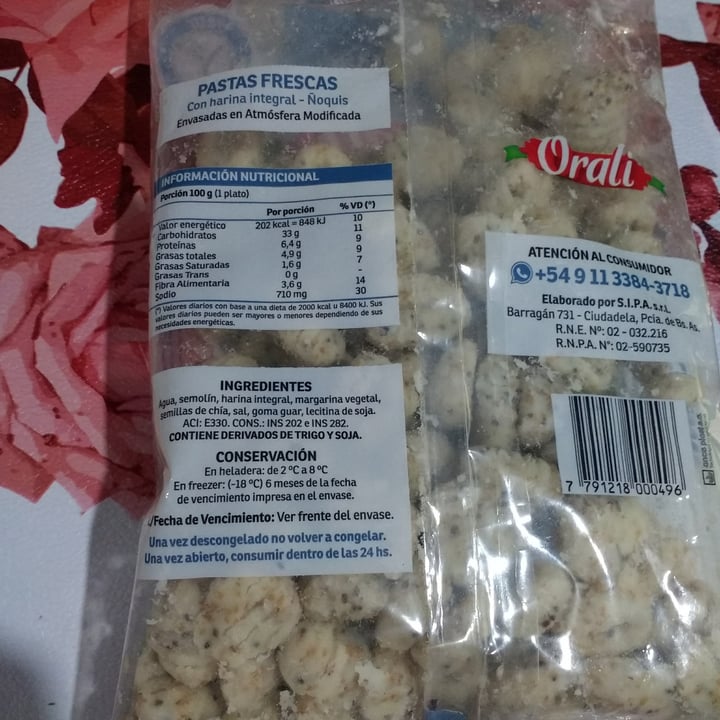 PASTAS FRESCAS
Con harina integral - Ñoquis
Envasadas en Atmósfera Modificada
INFORMACIÓN NUTRICIONAL
Porción 100 g (1 plato)
Por porción % VD (*)
Valor energético 202 kcal = 848 kJ 10
Carbohidratos 33 g 11
Proteínas 6,4 g 9
Grasas totales 4,9 g 9
Grasas Saturadas 1,6 g 7
Grasas Trans 0 g -
Fibra Alimentaria 3,6 g 14
Sodio 710 mg 30
(*) Valores diarios con base a una dieta de 2000 kcal u 8400 kJ. Sus
valores diarios pueden ser mayores o menores dependiendo de sus
necesidades energéticas.
INGREDIENTES
Agua, semolín, harina integral, margarina vegetal,
semillas de chía, sal, goma guar, lecitina de soja.
ACI: E330. CONS.: INS 202 e INS 282.
CONTIENE DERIVADOS DE TRIGO Y SOJA.
CONSERVACIÓN
En heladera: de 2 ºC a 8 ºC
En freezer: (-18 ºC) 6 meses de la fecha
de vencimiento impresa en el envase.
/Fecha de Vencimiento: Ver frente del envase.
Una vez descongelado no volver a congelar.
Una vez abierto, consumir dentro de las 24 hs.
Orali
ATENCIÓN AL CONSUMIDOR
+54 9 11 3384-3718
Elaborado por S.I.P.A. s.r.l.
Barragán 731 - Ciudadela, Pcia. de Bs. As.
R.N.E. Nº: 02 - 032.216
R.N.P.A. Nº: 02-590735
7 791218 000496